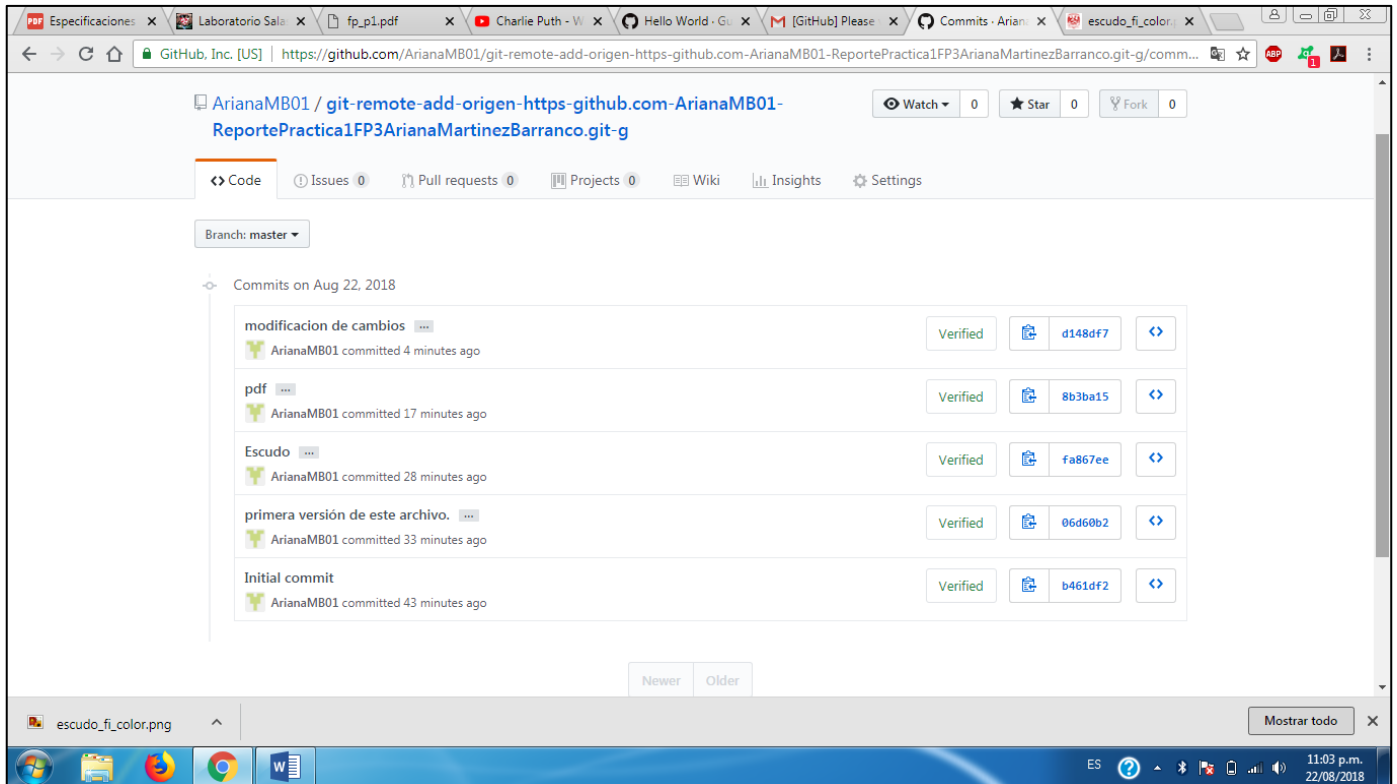 Especificaciones
Laboratorio Sala
fp_p1.pdf
Charlie Puth - W
Hello World · Gu
[GitHub] Please
Commits · Arian
escudo_fi_color.
GitHub, Inc. [US] | https://github.com/ArianaMB01/git-remote-add-origen-https-github.com-ArianaMB01-ReportePractica1FP3ArianaMartinezBarranco.git-g/comm...
ABP
1
ArianaMB01 / git-remote-add-origen-https-github.com-ArianaMB01-
ReportePractica1FP3ArianaMartinezBarranco.git-g
Watch 0 Star 0 Fork 0
Code Issues 0 Pull requests 0 Projects 0 Wiki Insights Settings
Branch: master
Commits on Aug 22, 2018
modificacion de cambios ...
ArianaMB01 committed 4 minutes ago
Verified d148df7
pdf ...
ArianaMB01 committed 17 minutes ago
Verified 8b3ba15
Escudo ...
ArianaMB01 committed 28 minutes ago
Verified fa867ee
primera versión de este archivo. ...
ArianaMB01 committed 33 minutes ago
Verified 06d60b2
Initial commit
ArianaMB01 committed 43 minutes ago
Verified b461df2
Newer Older
escudo_fi_color.png
Mostrar todo
ES
11:03 p.m.
22/08/2018